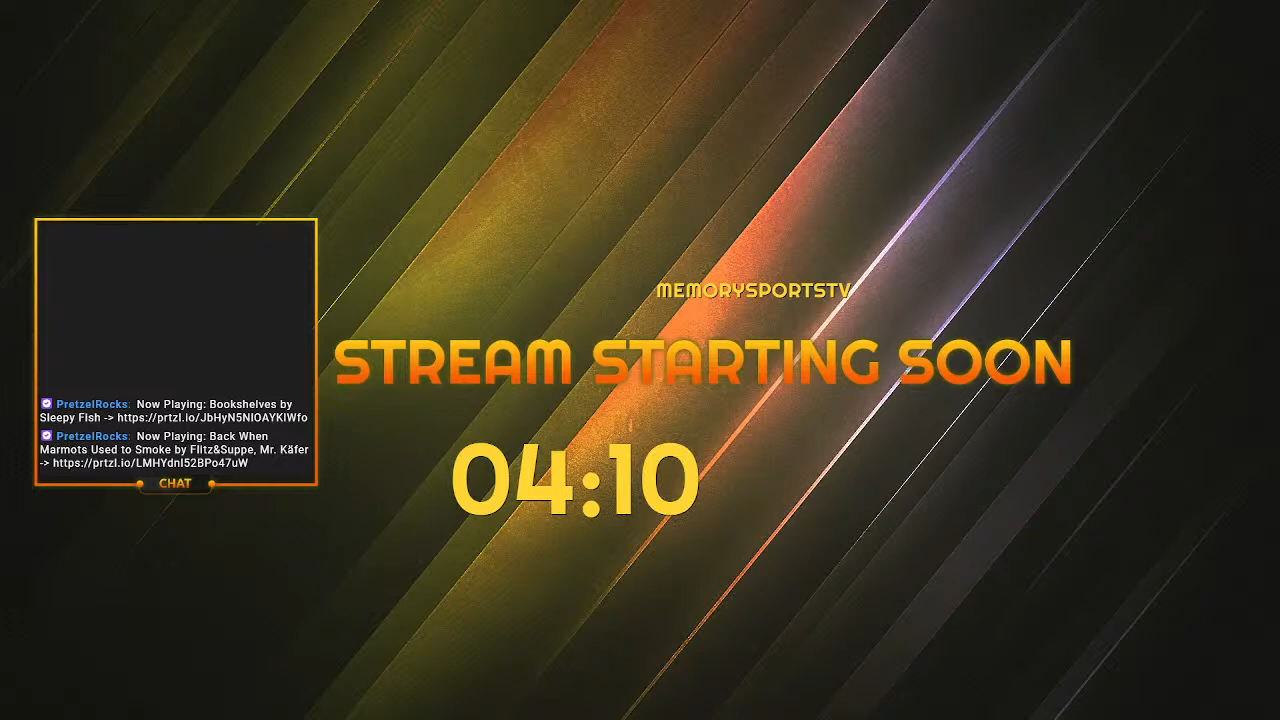 MEMORYSPORTSTV
STREAM STARTING SOON
04:10
PretzelRocks: Now Playing: Bookshelves by
Sleepy Fish -> https://prtzl.io/JbHyN5NlOAYKlWfo
PretzelRocks: Now Playing: Back When
Marmots Used to Smoke by Flitz&Suppe, Mr. Käfer
-> https://prtzl.io/LMHYdnl52BPo47uW
CHAT